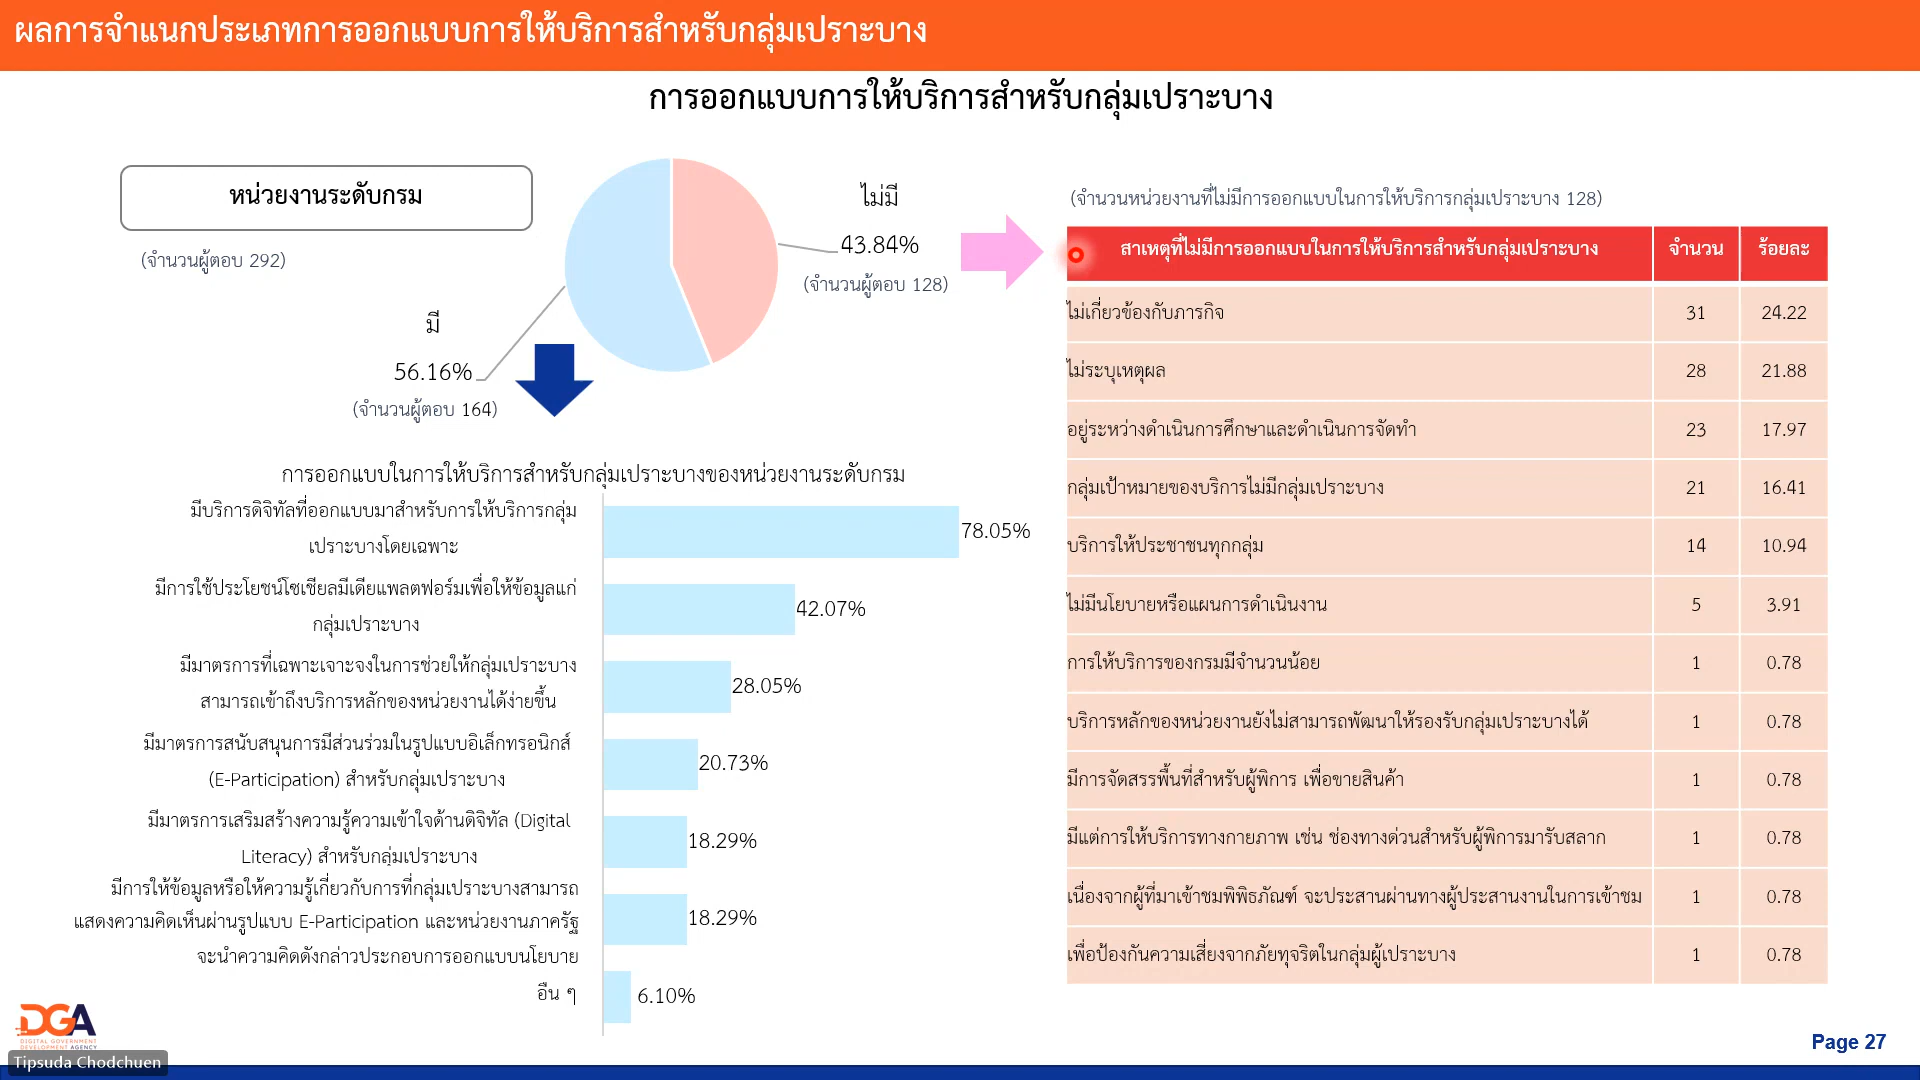 ผลการจำแนกประเภทการออกแบบการให้บริการสำหรับกลุ่มเปราะบาง
การออกแบบการให้บริการสำหรับกลุ่มเปราะบาง
หน่วยงานระดับกรม
(จำนวนผู้ตอบ 292)
ไม่มี
43.84%
(จำนวนผู้ตอบ 128)
มี
56.16%
(จำนวนผู้ตอบ 164)
การออกแบบในการให้บริการสำหรับกลุ่มเปราะบางของหน่วยงานระดับกรม
มีบริการดิจิทัลที่ออกแบบมาสำหรับการให้บริการกลุ่ม
เปราะบางโดยเฉพาะ
78.05%
มีการใช้ประโยชน์โซเชียลมีเดียแพลตฟอร์มเพื่อให้ข้อมูลแก่
กลุ่มเปราะบาง
42.07%
มีมาตรการที่เฉพาะเจาะจงในการช่วยให้กลุ่มเปราะบาง
สามารถเข้าถึงบริการหลักของหน่วยงานได้ง่ายขึ้น
28.05%
มีมาตรการสนับสนุนการมีส่วนร่วมในรูปแบบอิเล็กทรอนิกส์
(E-Participation) สำหรับกลุ่มเปราะบาง
20.73%
มีมาตรการเสริมสร้างความรู้ความเข้าใจด้านดิจิทัล (Digital
Literacy) สำหรับกลุ่มเปราะบาง
18.29%
มีการให้ข้อมูลหรือให้ความรู้เกี่ยวกับการที่กลุ่มเปราะบางสามารถ
แสดงความคิดเห็นผ่านรูปแบบ E-Participation และหน่วยงานภาครัฐ
จะนำความคิดดังกล่าวประกอบการออกแบบนโยบาย
18.29%
อื่น ๆ
6.10%
(จำนวนหน่วยงานที่ไม่มีการออกแบบในการให้บริการกลุ่มเปราะบาง 128)
สาเหตุที่ไม่มีการออกแบบในการให้บริการสำหรับกลุ่มเปราะบาง จำนวน ร้อยละ
ไม่เกี่ยวข้องกับภารกิจ 31 24.22
ไม่ระบุเหตุผล 28 21.88
อยู่ระหว่างดำเนินการศึกษาและดำเนินการจัดทำ 23 17.97
กลุ่มเป้าหมายของบริการไม่มีกลุ่มเปราะบาง 21 16.41
บริการให้ประชาชนทุกกลุ่ม 14 10.94
ไม่มีนโยบายหรือแผนการดำเนินงาน 5 3.91
การให้บริการของกรมมีจำนวนน้อย 1 0.78
บริการหลักของหน่วยงานยังไม่สามารถพัฒนาให้รองรับกลุ่มเปราะบางได้ 1 0.78
มีการจัดสรรพื้นที่สำหรับผู้พิการ เพื่อขายสินค้า 1 0.78
มีแต่การให้บริการทางกายภาพ เช่น ช่องทางด่วนสำหรับผู้พิการมารับสลาก 1 0.78
เนื่องจากผู้ที่มาเข้าชมพิพิธภัณฑ์ จะประสานผ่านทางผู้ประสานงานในการเข้าชม 1 0.78
เพื่อป้องกันความเสี่ยงจากภัยทุจริตในกลุ่มผู้เปราะบาง 1 0.78
DGA
DIGITAL GOVERNMENT
DEVELOPMENT AGENCY
Tipsuda Chodchuen
Page 27